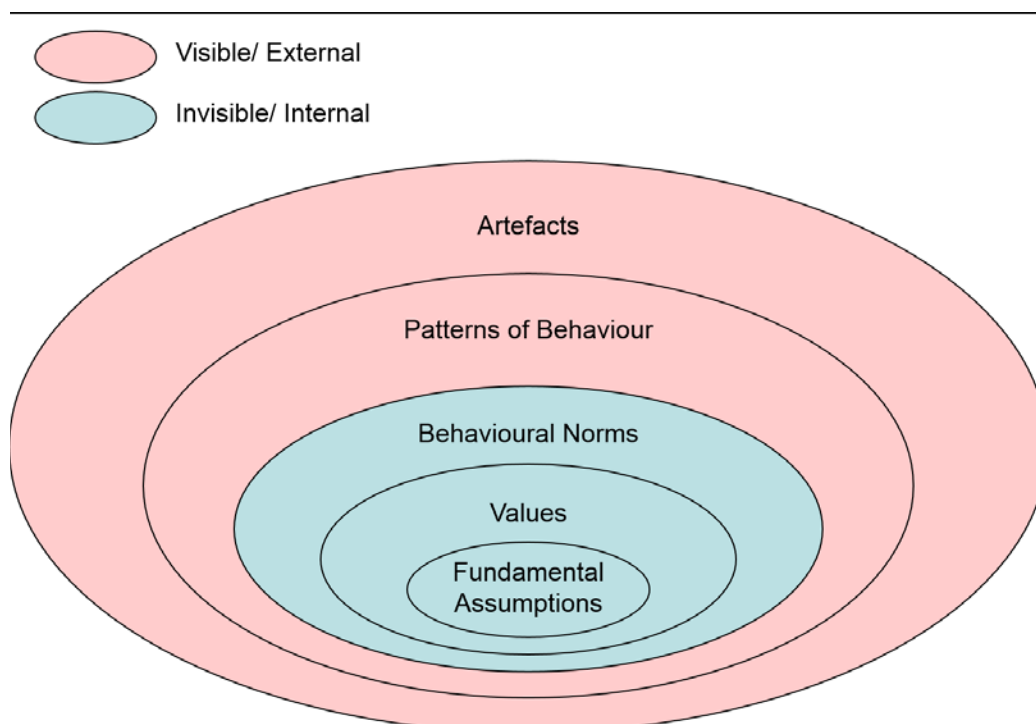 Visible/ External
Invisible/ Internal
Artefacts
Patterns of Behaviour
Behavioural Norms
Values
Fundamental
Assumptions